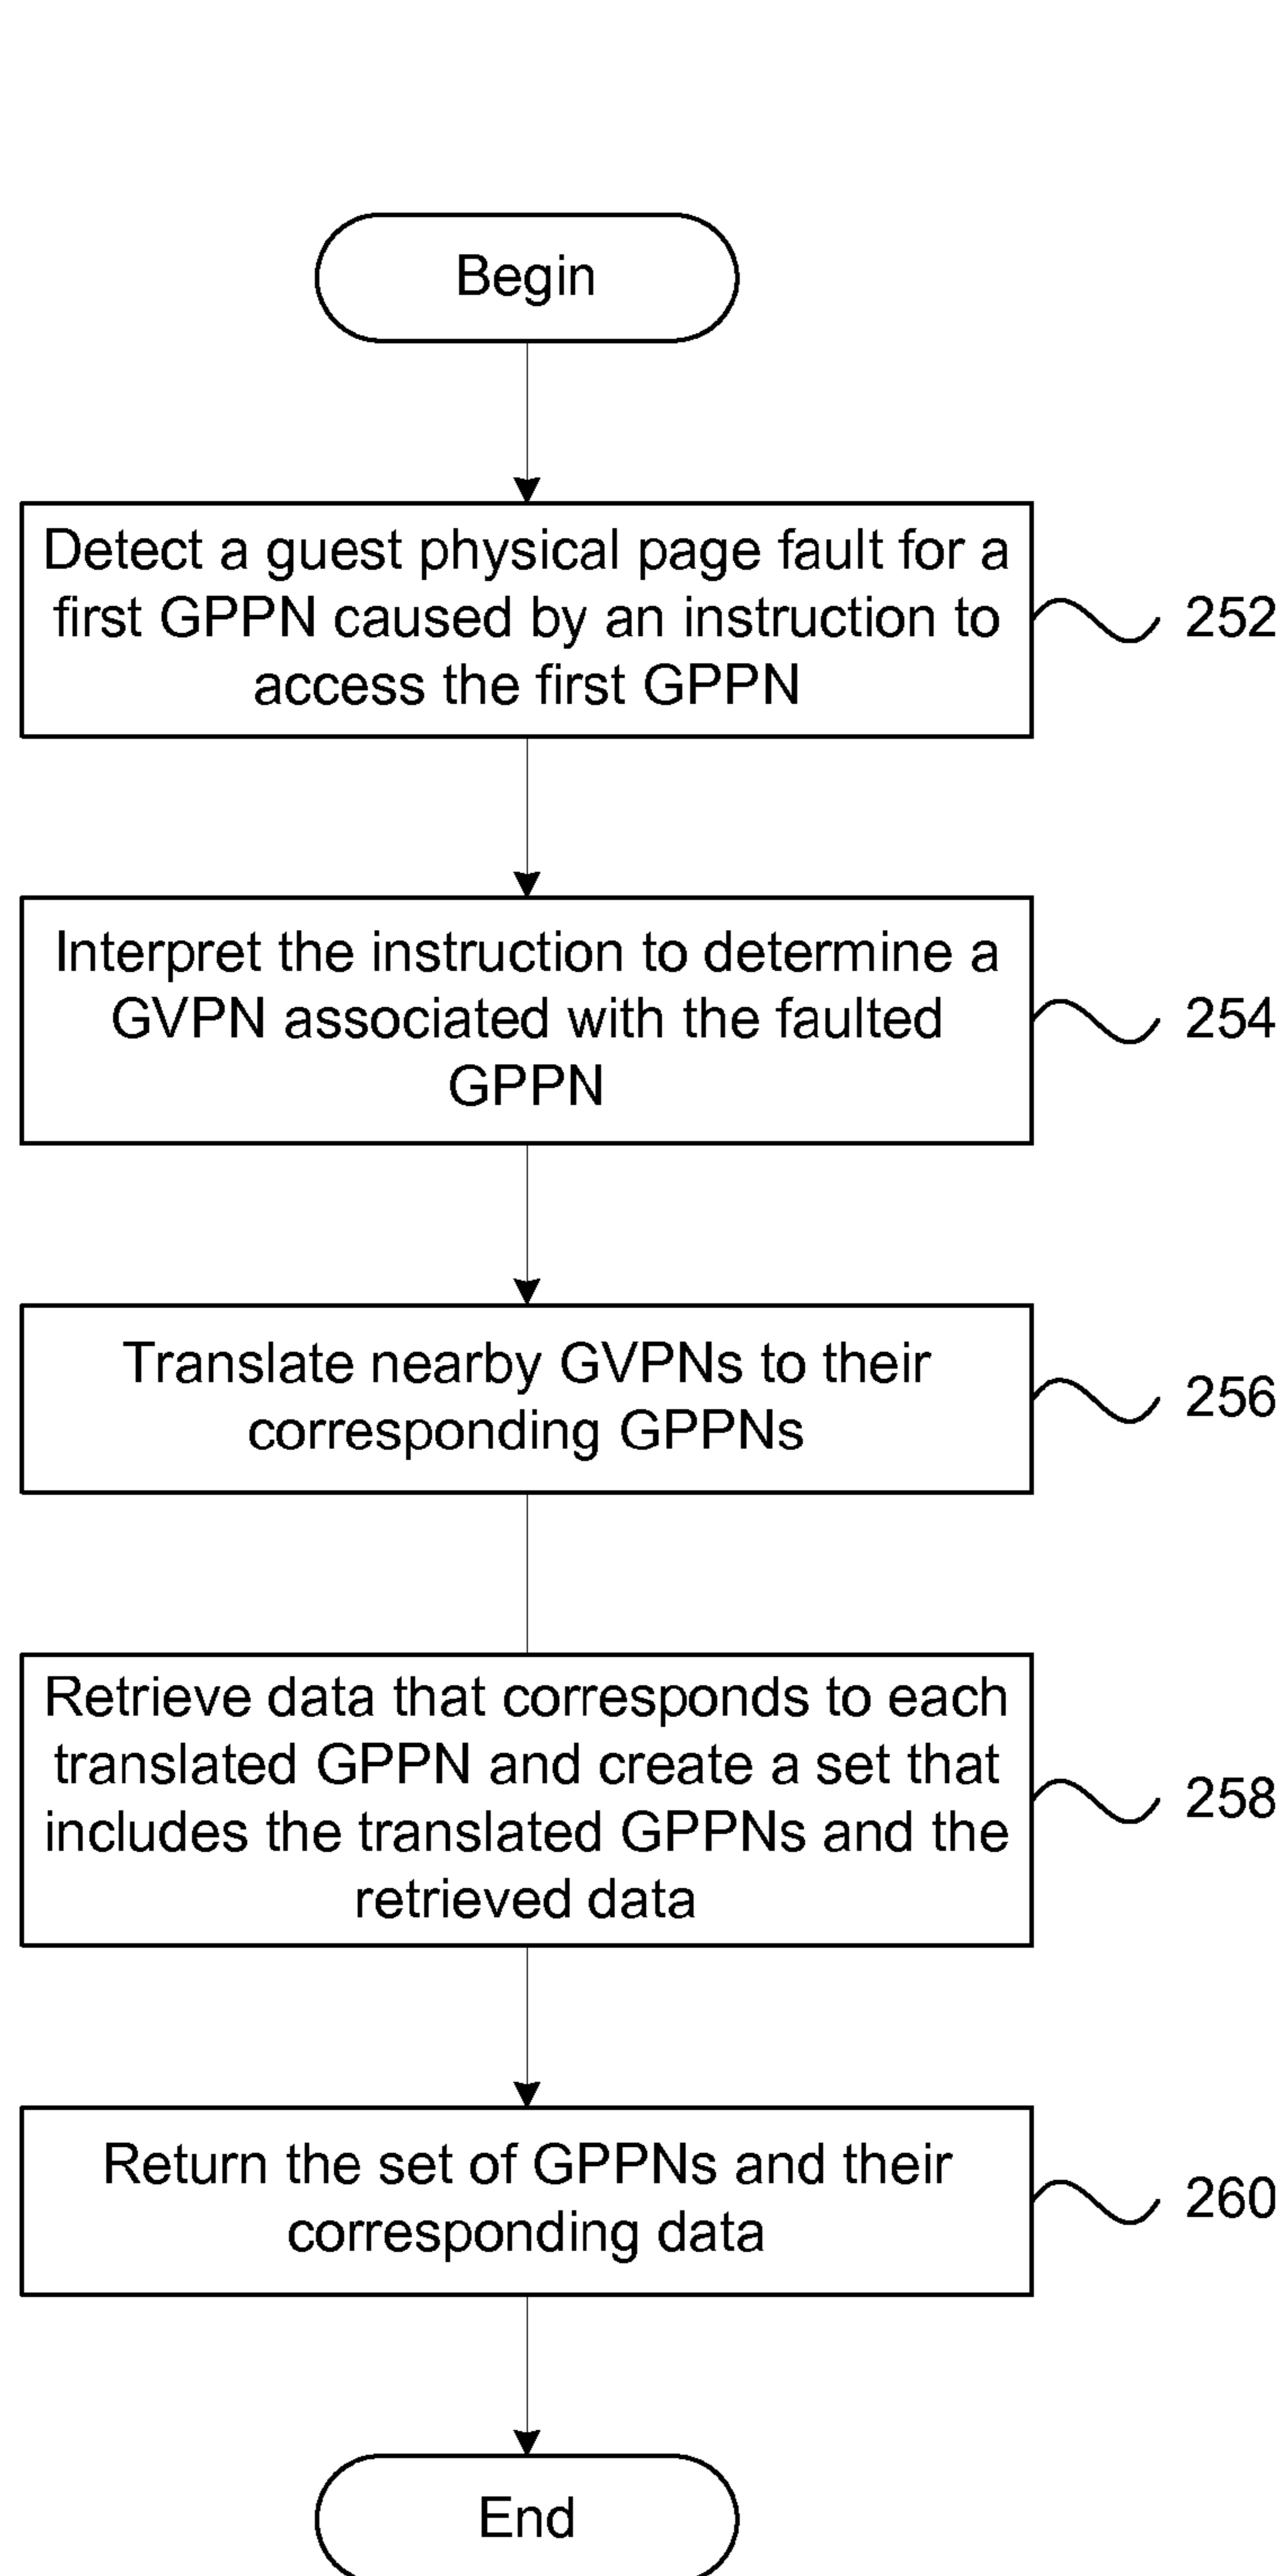 Begin
Detect a guest physical page fault for a
first GPPN caused by an instruction to
access the first GPPN
252
Interpret the instruction to determine a
GVPN associated with the faulted
GPPN
254
Translate nearby GVPNs to their
corresponding GPPNs
256
Retrieve data that corresponds to each
translated GPPN and create a set that
includes the translated GPPNs and the
retrieved data
258
Return the set of GPPNs and their
corresponding data
260
End